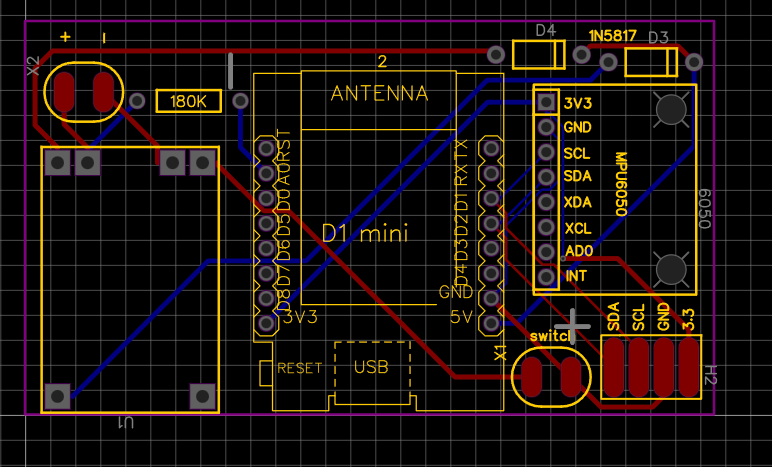 + –
D4
1N5817
D3
X2
2
180K
ANTENNA
3V3
GND
SCL
SDA
XDA
XCL
AD0
INT
MPU6050
6050
RST
A0
D0
D5
D6
D7
D8
3V3
TX
RX
D1
D2
D3
D4
GND
5V
D1 mini
SDA
SCL
GND
3.3
switcl
X1
H2
RESET
USB
U1